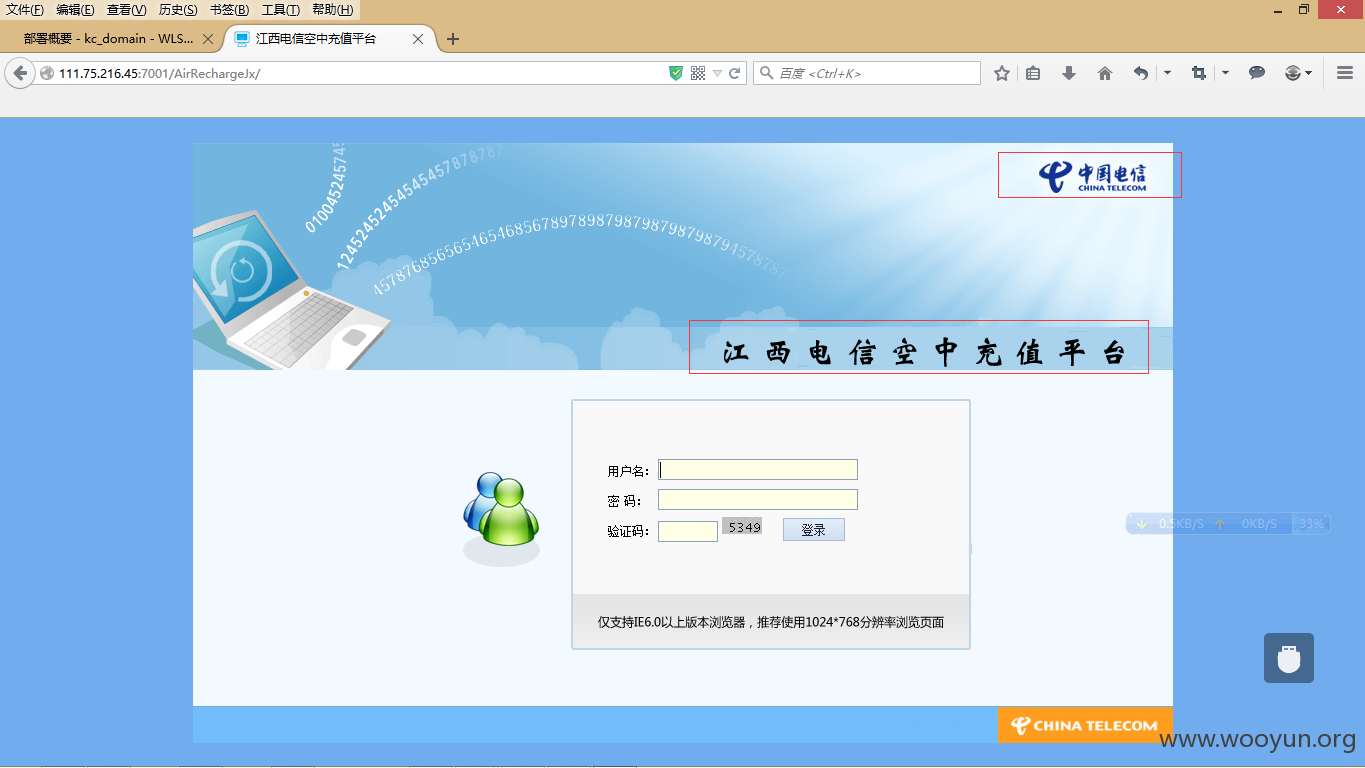 文件(F) 编辑(E) 查看(V) 历史(S) 书签(B) 工具(T) 帮助(H)
部署概要 - kc_domain - WLS...
江西电信空中充值平台
111.75.216.45:7001/AirRechargeJx/
百度 <Ctrl+K>
中国电信
CHINA TELECOM
江西电信空中充值平台
用户名：
密 码：
验证码： 5349 登录
0.5KB/S 0KB/S 33%
仅支持IE6.0以上版本浏览器，推荐使用1024*768分辨率浏览页面
CHINA TELECOM
www.wooyun.org